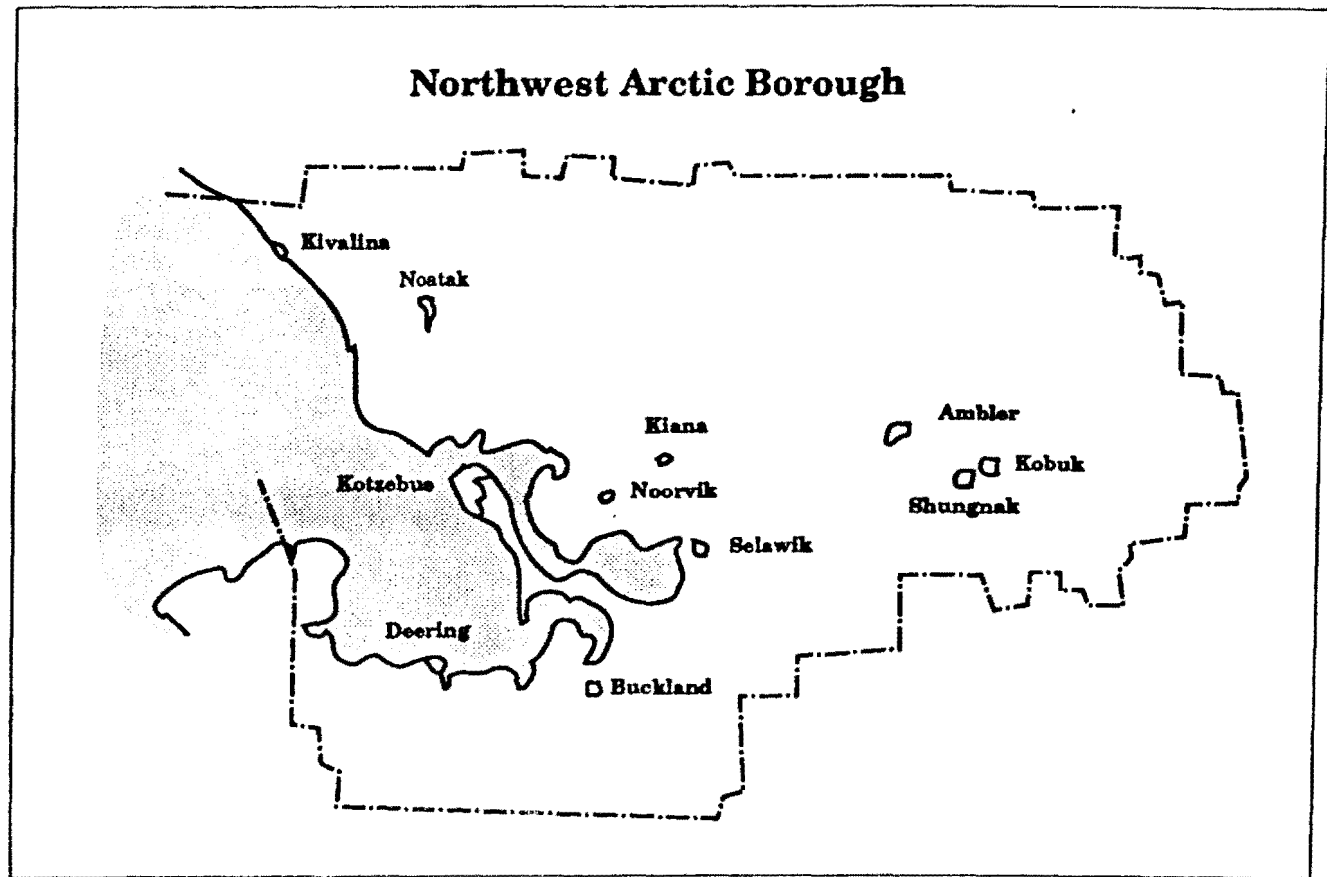 Northwest Arctic Borough
Kivalina
Noatak
Kiana
Ambler
Kotzebue
Noorvik
Kobuk
Shungnak
Selawik
Deering
Buckland